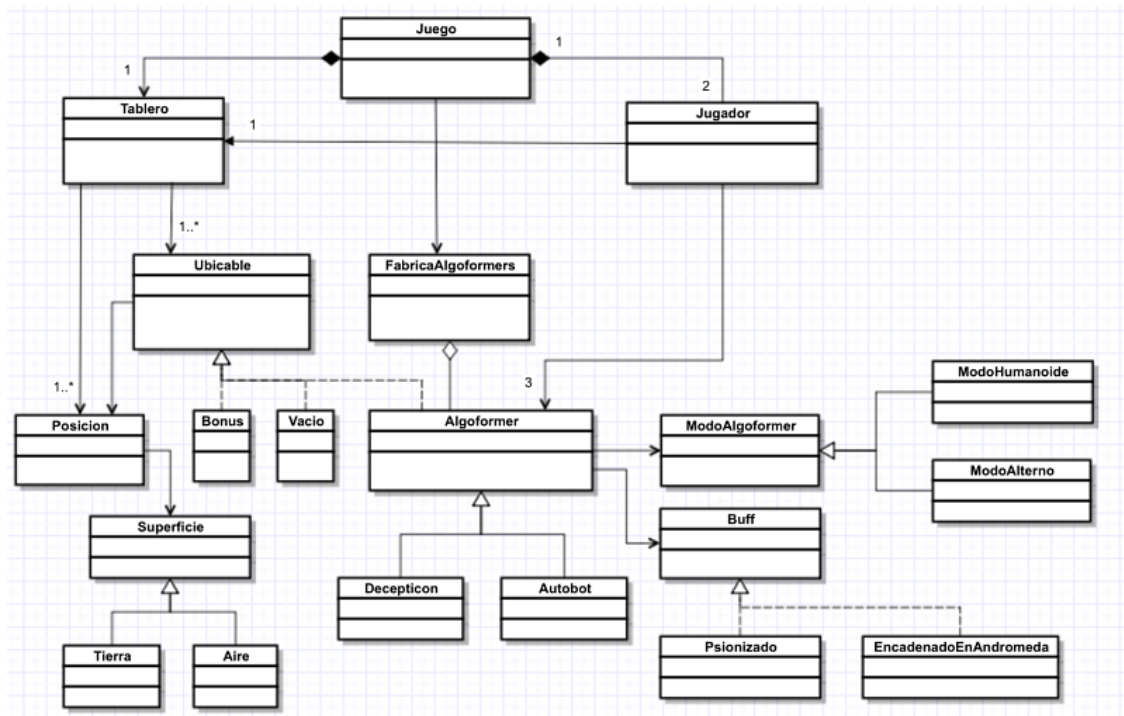 Juego
1
1
2
Tablero
Jugador
1
1..*
Ubicable
FabricaAlgoformers
ModoHumanoide
3
1..*
Posicion
Bonus
Vacio
Algoformer
ModoAlgoformer
ModoAlterno
Superficie
Buff
Decepticon
Autobot
Tierra
Aire
Psionizado
EncadenadoEnAndromeda